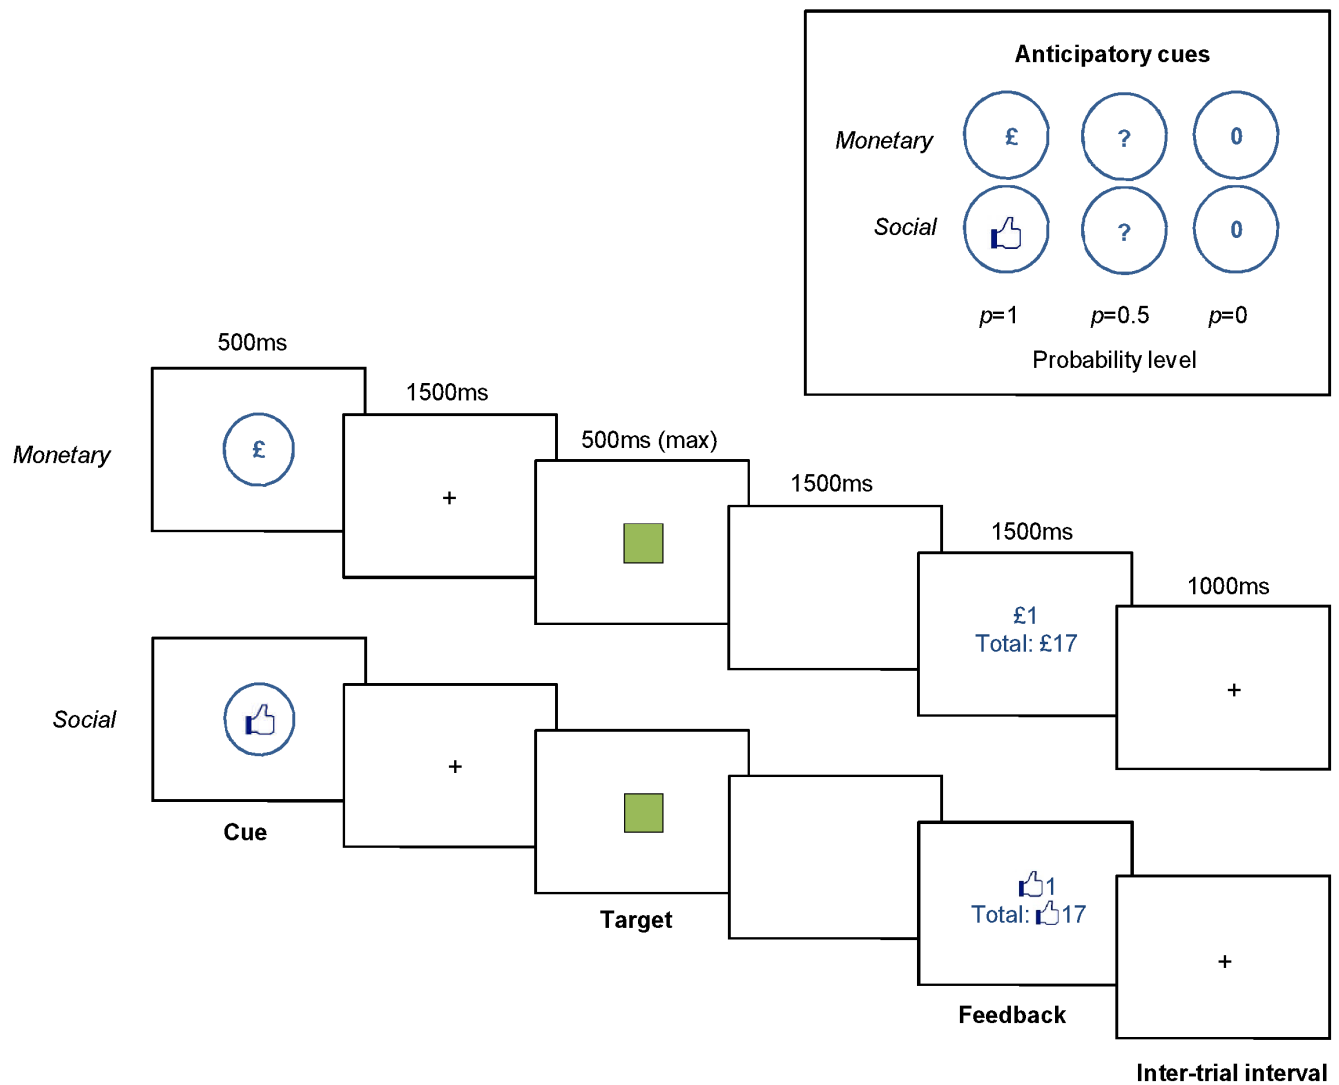 Anticipatory cues
Monetary
£ ? 0
Social
? 0
p=1 p=0.5 p=0
Probability level
500ms
1500ms
500ms (max)
1500ms
1500ms
1000ms
Monetary
£
+
£1
Total: £17
+
Social
+
1
Total: 17
+
Cue
Target
Feedback
Inter-trial interval